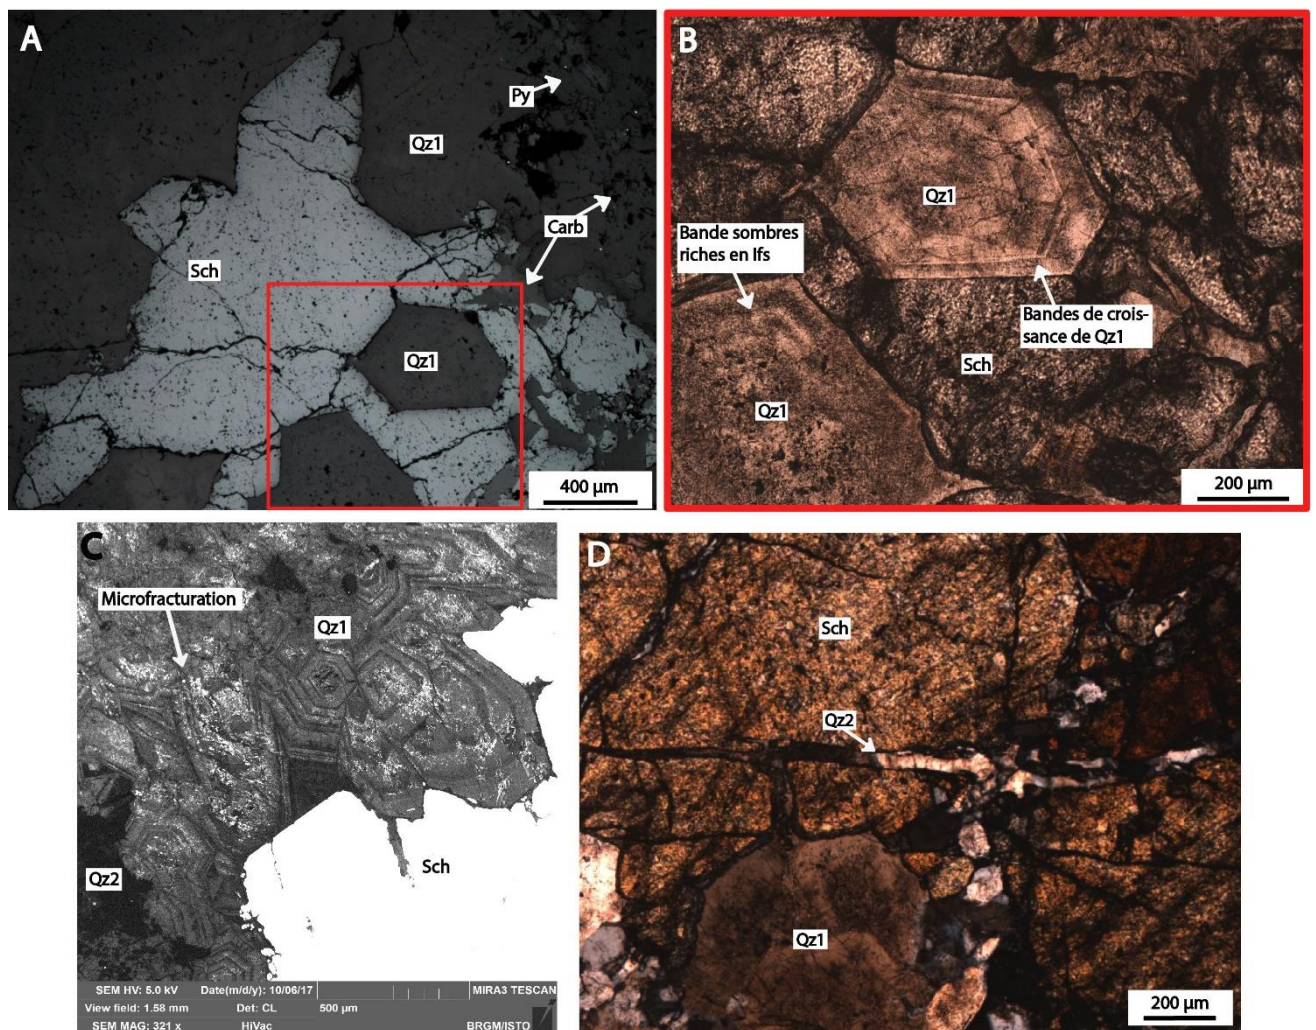 A
Py
Qz1
Carb
Sch
Qz1
400 µm
B
Qz1
Bande sombres
riches en Ifs
Bandes de crois-
sance de Qz1
Sch
Qz1
200 µm
C
Microfracturation
Qz1
Qz2
Sch
SEM HV: 5.0 kV Date(m/d/y): 10/06/17 MIRA3 TESCAN
View field: 1.58 mm Det: CL 500 µm
SEM MAG: 321 x HiVac BRGM/ISTO
D
Sch
Qz2
Qz1
200 µm